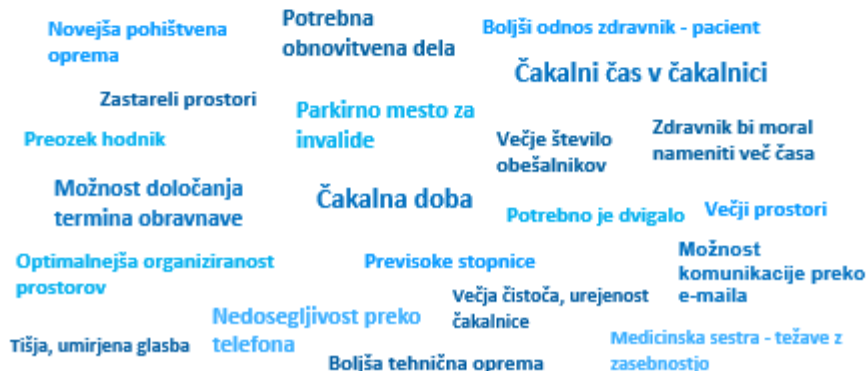 Novejša pohištvena
oprema
Potrebna
obnovitvena dela
Boljši odnos zdravnik - pacient
Čakalni čas v čakalnici
Zastareli prostori
Parkirno mesto za
invalide
Preozek hodnik
Večje število
obešalnikov
Zdravnik bi moral
nameniti več časa
Možnost določanja
termina obravnave
Čakalna doba
Potrebno je dvigalo
Večji prostori
Optimalnejša organiziranost
prostorov
Previsoke stopnice
Možnost
komunikacije preko
e-maila
Večja čistoča, urejenost
čakalnice
Nedosegljivost preko
telefona
Tišja, umirjena glasba
Boljša tehnična oprema
Medicinska sestra - težave z
zasebnostjo